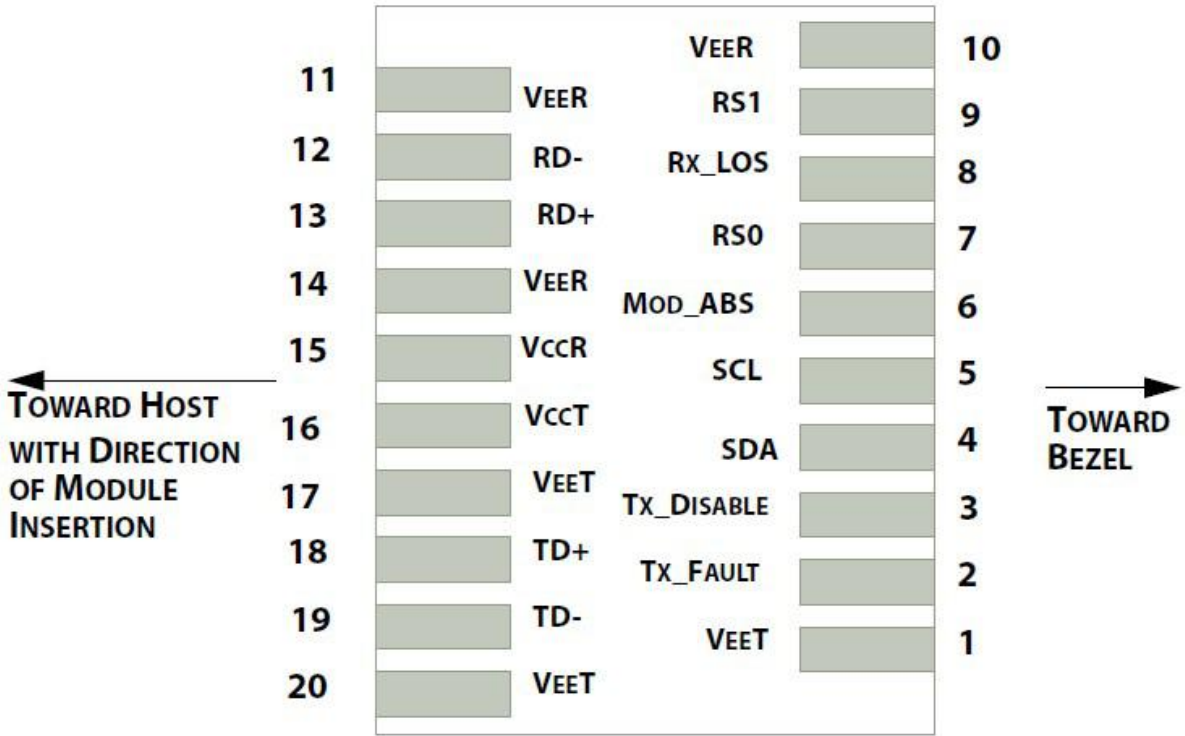 VEER 10
11 VEER
RS1 9
12 RD-
RX_LOS 8
13 RD+
RS0 7
14 VEER
MOD_ABS 6
15 VCCR
SCL 5
TOWARD HOST
WITH DIRECTION
OF MODULE
INSERTION
TOWARD
BEZEL
16 VCCT
SDA 4
17 VEET
TX_DISABLE 3
18 TD+
TX_FAULT 2
19 TD-
VEET 1
20 VEET